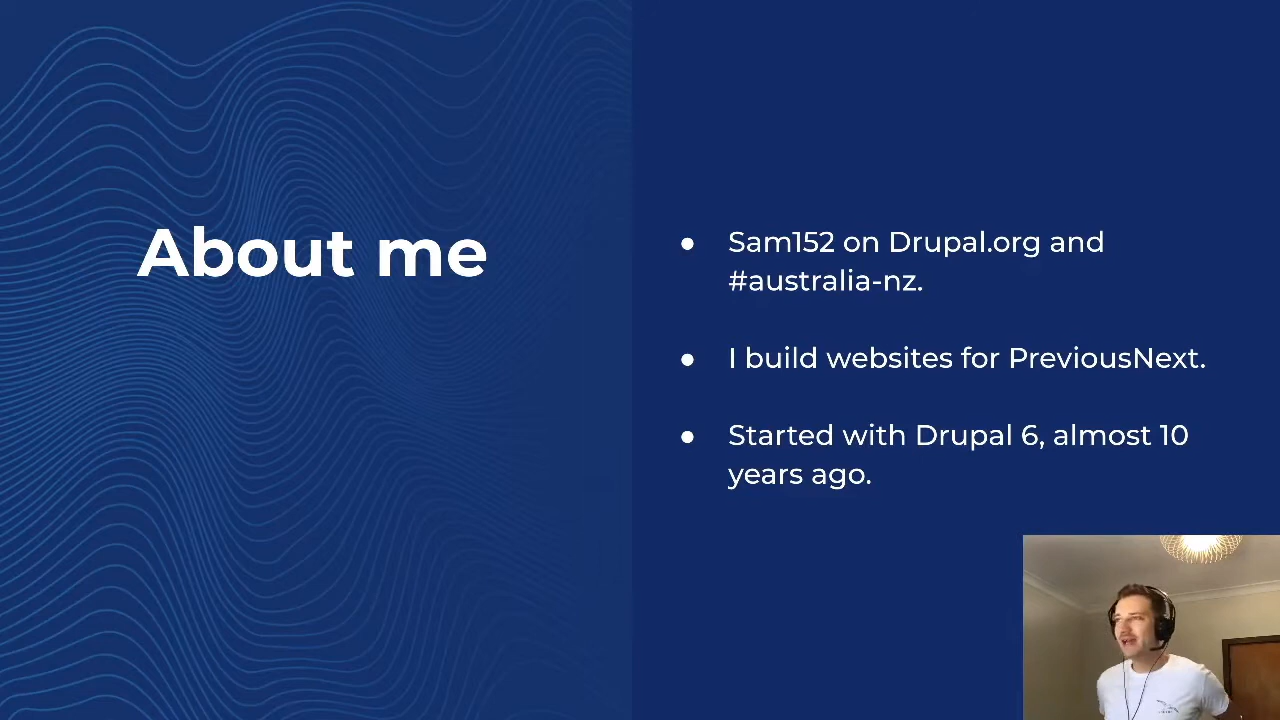 About me
● Sam152 on Drupal.org and
#australia-nz.
● I build websites for PreviousNext.
● Started with Drupal 6, almost 10
years ago.